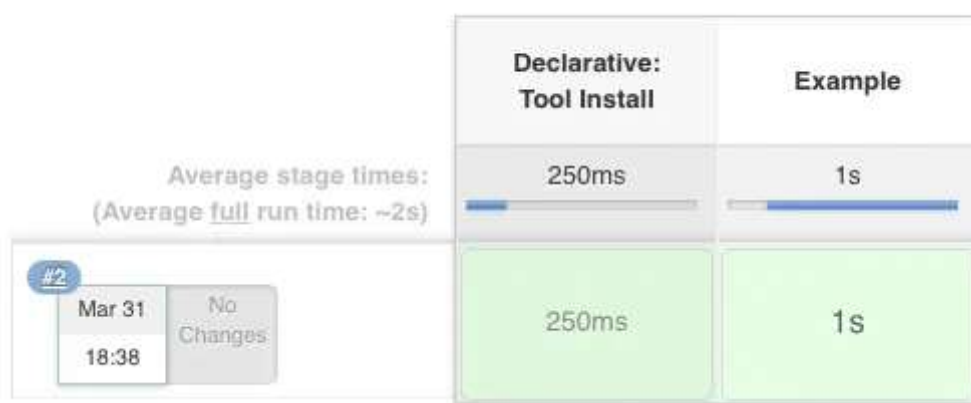 Declarative:
Tool Install
Example
Average stage times:
(Average full run time: ~2s)
250ms
1s
#2
Mar 31
18:38
No
Changes
250ms
1s